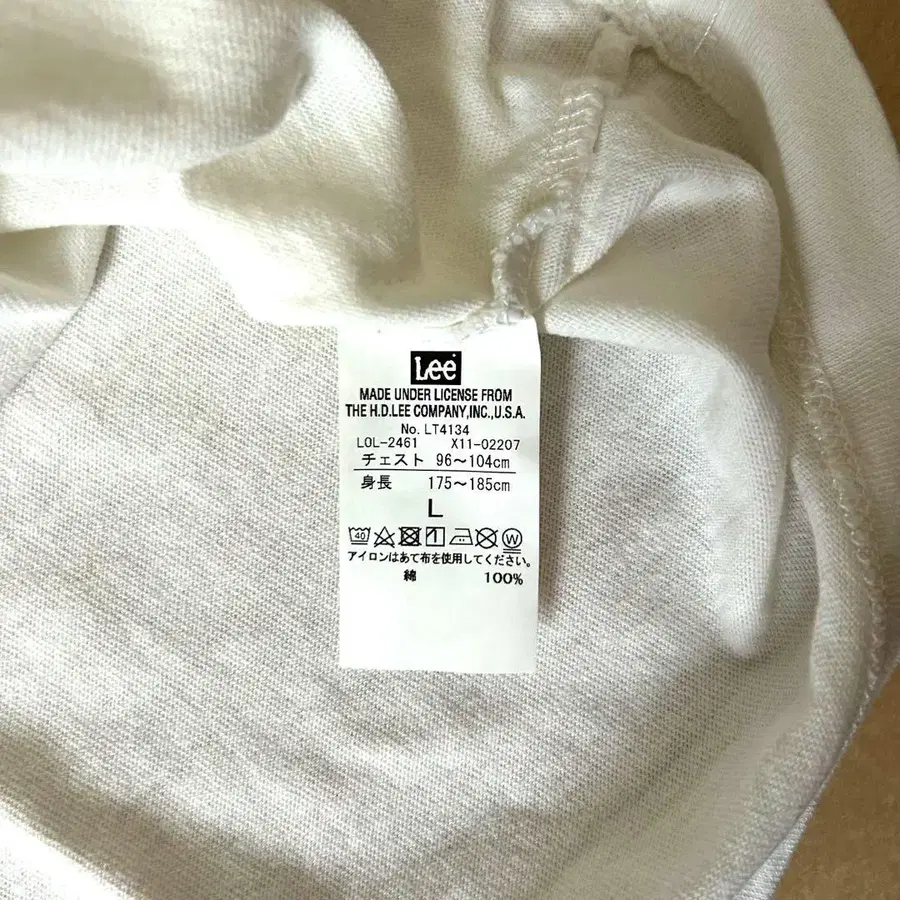 Lee
MADE UNDER LICENSE FROM
THE H.D.LEE COMPANY,INC.,U.S.A.
No. LT4134
LOL-2461 X11-02207
チェスト 96～104cm
身長 175～185cm
L
40 W
アイロンはあて布を使用してください。
綿 100%